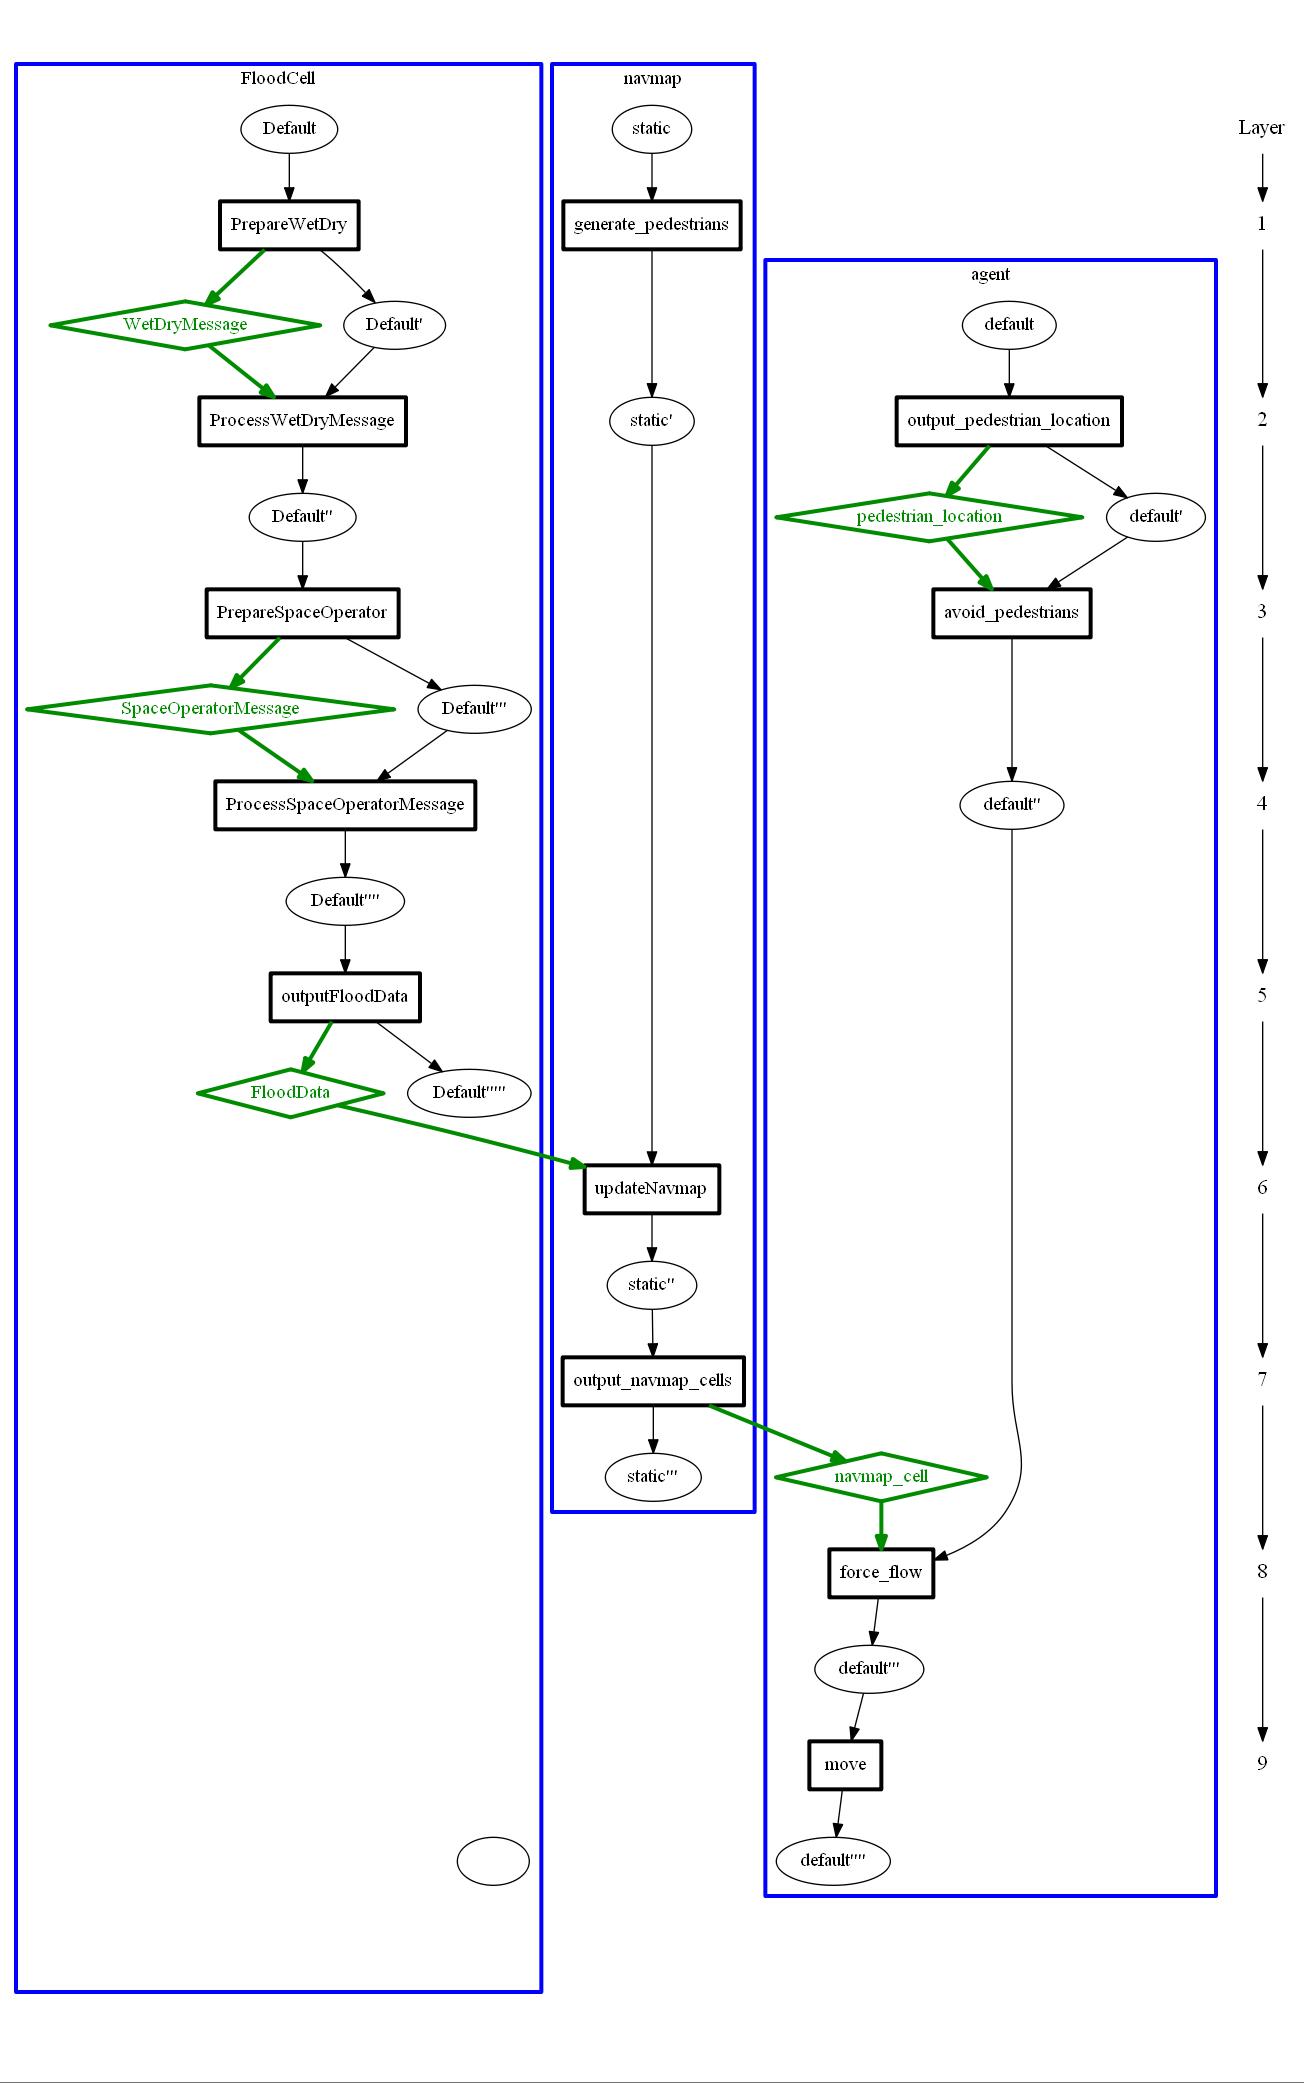 FloodCell
Default
PrepareWetDry
WetDryMessage
Default'
ProcessWetDryMessage
Default''
PrepareSpaceOperator
SpaceOperatorMessage
Default'''
ProcessSpaceOperatorMessage
Default''''
outputFloodData
FloodData
Default'''''
navmap
static
generate_pedestrians
static'
updateNavmap
static''
output_navmap_cells
static'''
agent
default
output_pedestrian_location
pedestrian_location
default'
avoid_pedestrians
default''
navmap_cell
force_flow
default'''
move
default''''
Layer
1
2
3
4
5
6
7
8
9